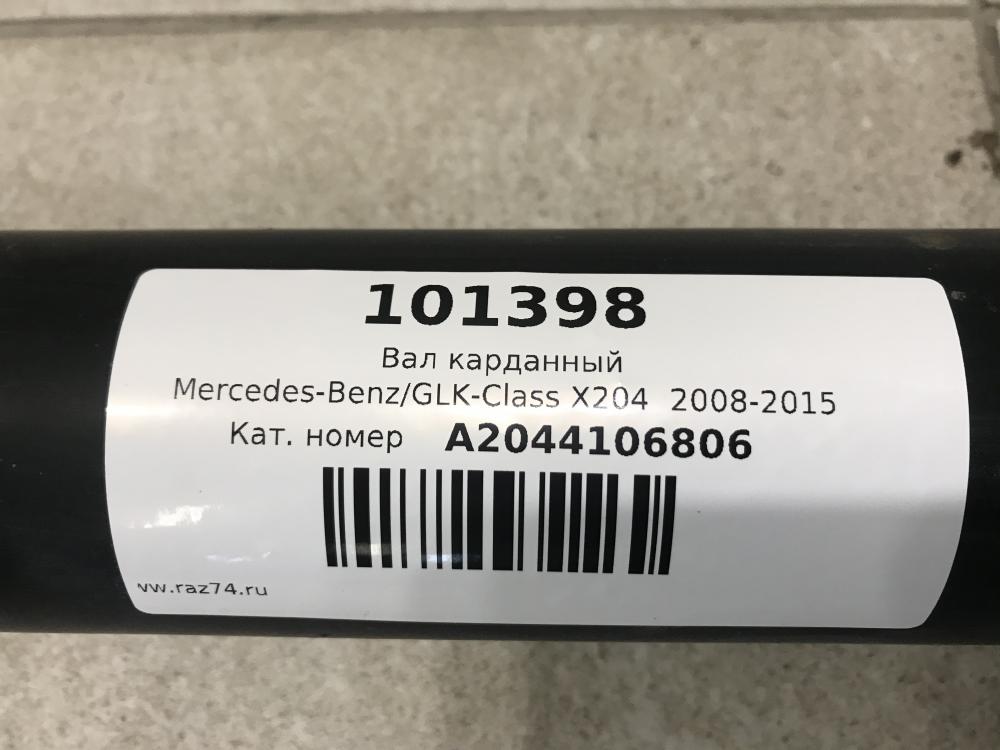 101398
Вал карданный
Mercedes-Benz/GLK-Class X204 2008-2015
Кат. номер A2044106806
vw.raz74.ru